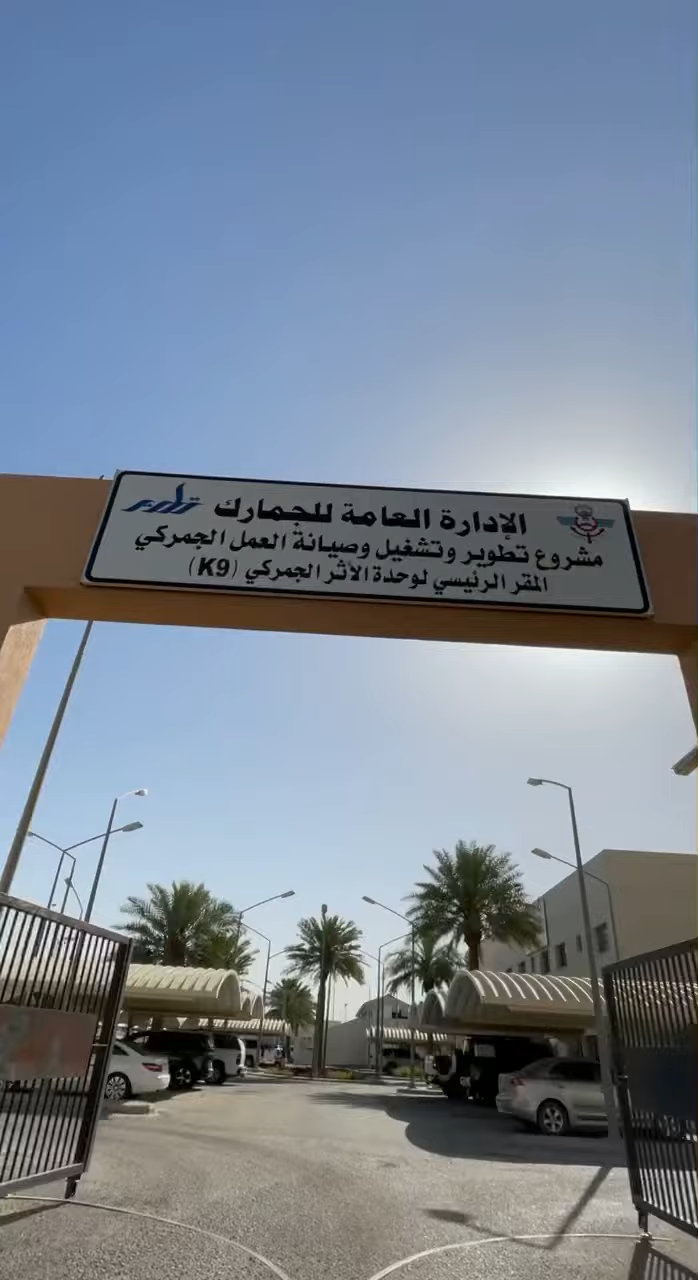 الإدارة العامة للجمارك
مشروع تطوير وتشغيل وصيانة العمل الجمركي
المقر الرئيسي لوحدة الأثر الجمركي (K9)